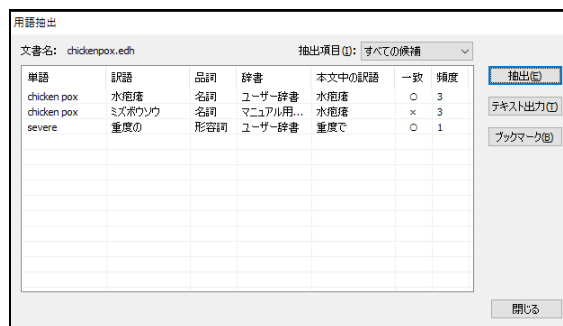 用語抽出
文書名: chickenpox.edh 抽出項目(I): すべての候補
単語 訳語 品詞 辞書 本文中の訳語 一致 頻度
chicken pox 水疱瘡 名詞 ユーザー辞書 水疱瘡 ○ 3
chicken pox ミズボウソウ 名詞 マニュアル用... 水疱瘡 × 3
severe 重度の 形容詞 ユーザー辞書 重度で ○ 1
抽出(E)
テキスト出力(T)
ブックマーク(B)
閉じる